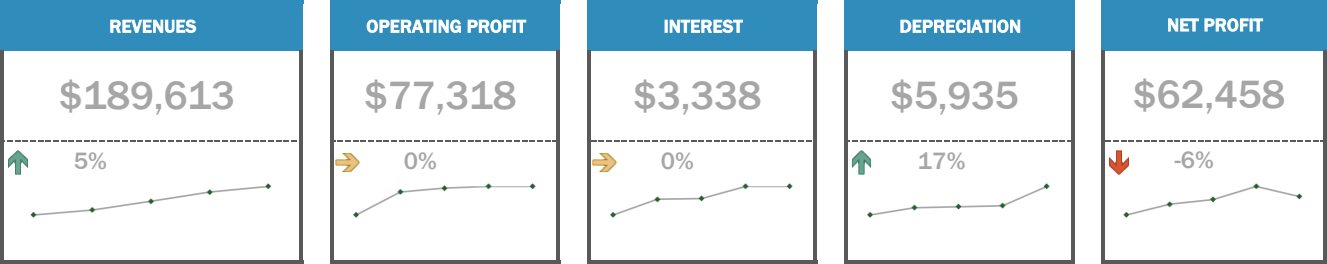 REVENUES
$189,613
5%
OPERATING PROFIT
$77,318
0%
INTEREST
$3,338
0%
DEPRECIATION
$5,935
17%
NET PROFIT
$62,458
-6%